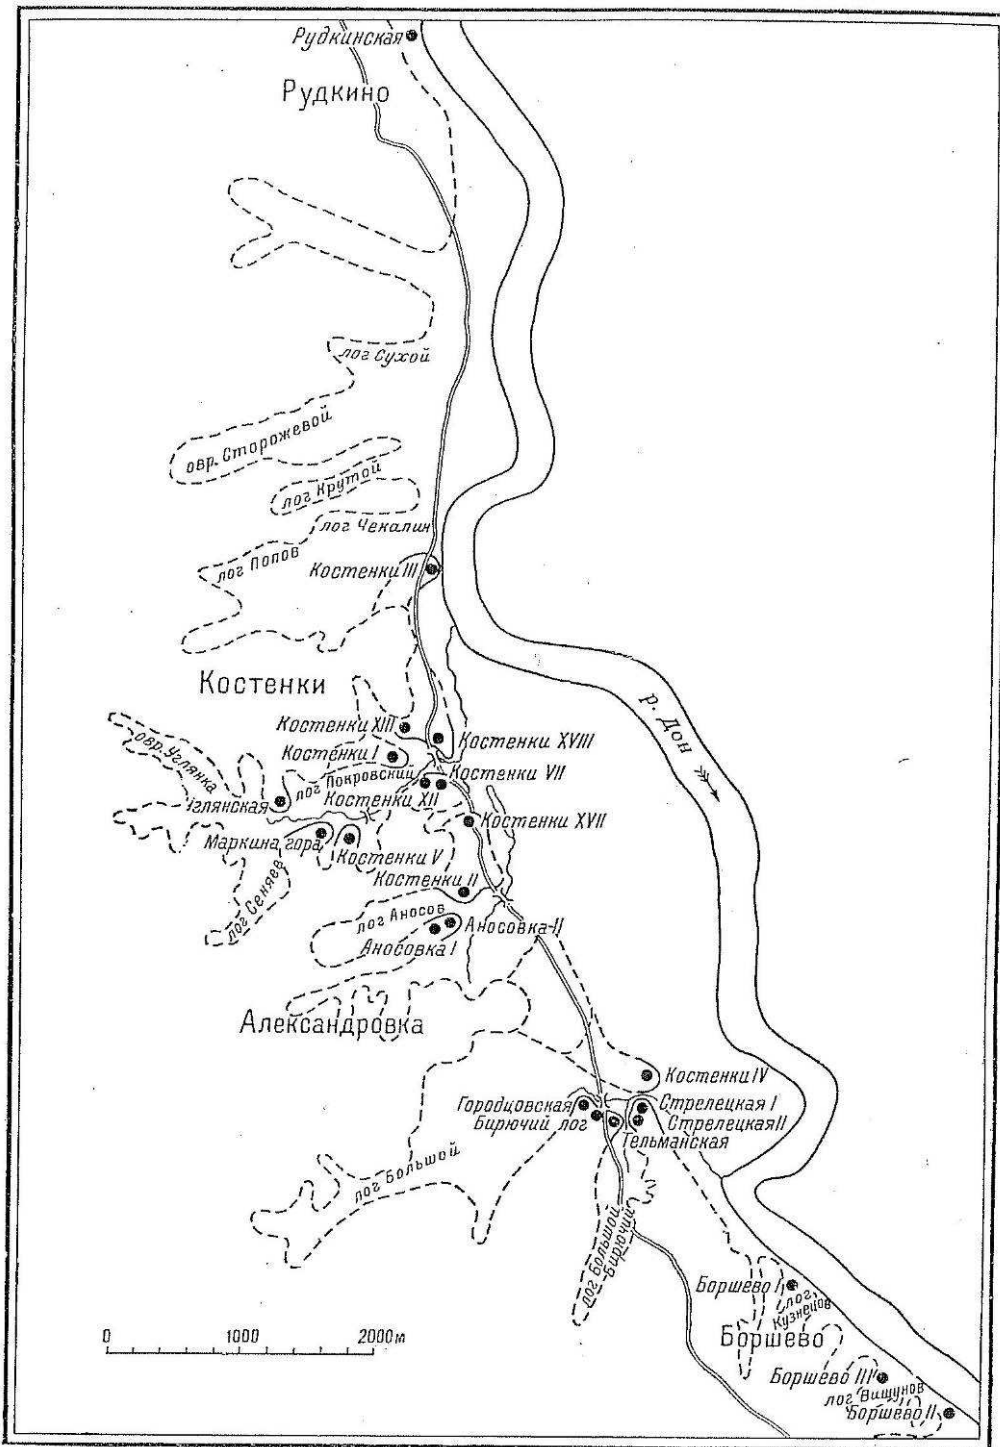 Рудкинская
Рудкино
лог Сухой
овр. Сторожевой
лог Крутой
лог Чекалин
лог Попов
Костенки III
Костенки
р. Дон
Костенки XIII
Костенки XVIII
овр. Углянка
Костенки I
лог Покровский
Костенки VII
Углянская
Костенки XII
Костенки XVII
Маркина гора
Костенки V
лог Сеняев
Костенки II
лог Аносов
Аносовка-II
Аносовка I
Александровка
Костенки IV
Городцовская
Стрелецкая I
Бирючий лог
Стрелецкая II
Тельманская
лог Большой
лог Большой
Бирючий
Боршево I
лог
Кузнецов
0 1000 2000 м
Боршево
Боршево III
лог Вишунов
Боршево II